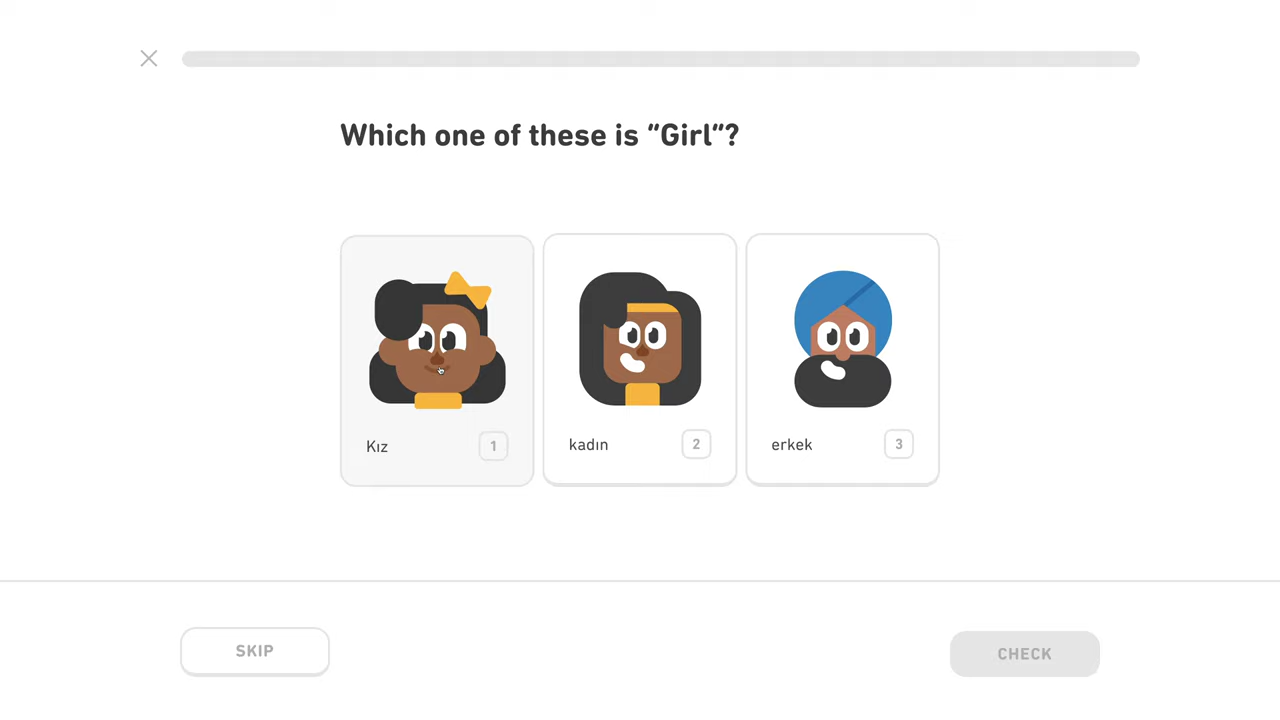 Which one of these is “Girl“?
Kız 1
kadın 2
erkek 3
SKIP
CHECK